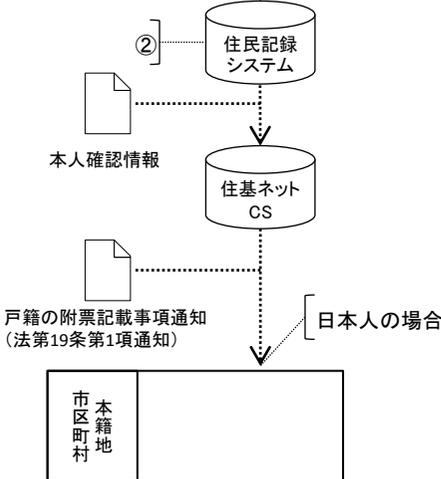 ②
住民記録
システム
本人確認情報
住基ネット
CS
戸籍の附票記載事項通知
（法第19条第1項通知）
日本人の場合
本籍地
市区町村